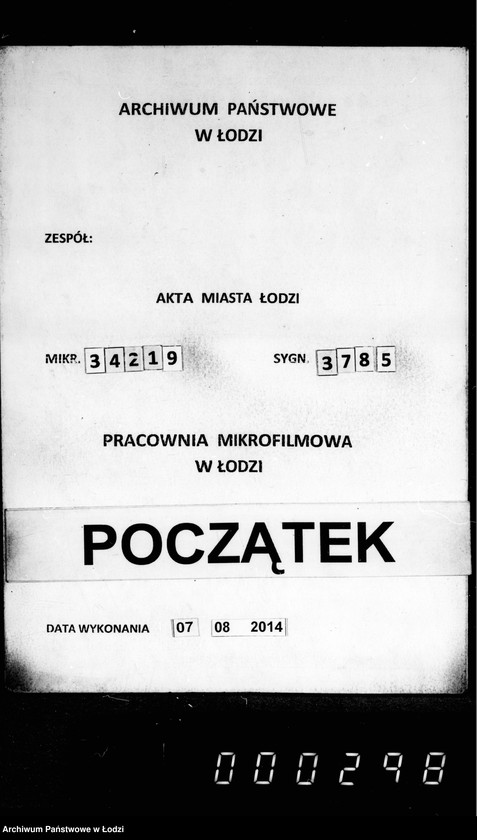 ARCHIWUM PAŃSTWOWE
W ŁODZI
ZESPÓŁ:
AKTA MIASTA ŁODZI
MIKR. 34219 SYGN. 3785
PRACOWNIA MIKROFILMOWA
W ŁODZI
POCZĄTEK
DATA WYKONANIA 07 08 2014
000298
Archiwum Państwowe w Łodzi